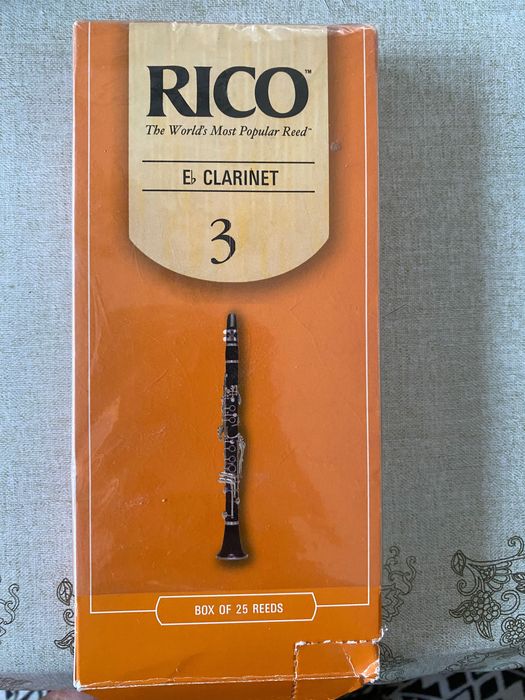 RICO™
The World's Most Popular Reed™
E♭ CLARINET
3
BOX OF 25 REEDS